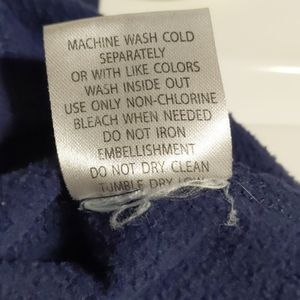 MACHINE WASH COLD
SEPARATELY
OR WITH LIKE COLORS
WASH INSIDE OUT
USE ONLY NON-CHLORINE
BLEACH WHEN NEEDED
DO NOT IRON
EMBELLISHMENT
DO NOT DRY CLEAN
TUMBLE DRY LOW